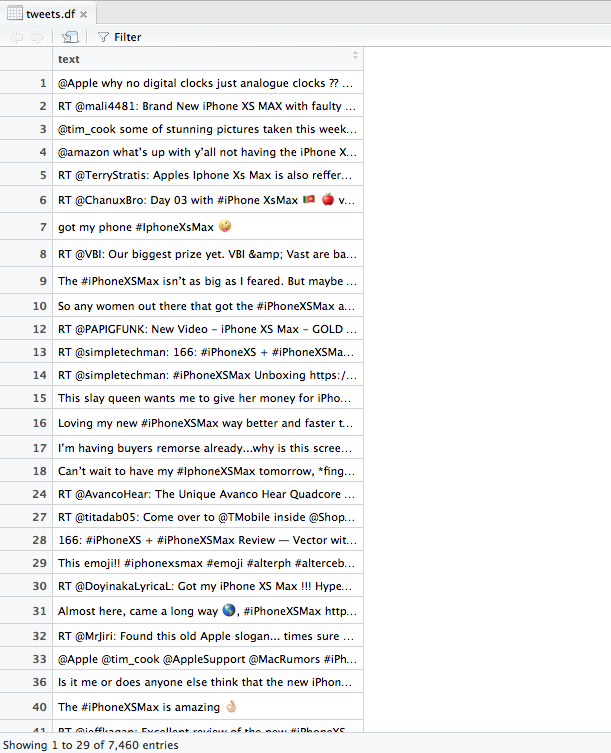 tweets.df
Filter
text
1 @Apple why no digital clocks just analogue clocks ?? ...
2 RT @mali4481: Brand New iPhone XS MAX with faulty ...
3 @tim_cook some of stunning pictures taken this week...
4 @amazon what's up with y'all not having the iPhone X...
5 RT @TerryStratis: Apples Iphone Xs Max is also reffer...
6 RT @ChanuxBro: Day 03 with #iPhone XsMax 🇱🇰 🍎 v...
7 got my phone #IphoneXsMax 🤪
8 RT @VBI: Our biggest prize yet. VBI &amp; Vast are ba...
9 The #iPhoneXSMax isn't as big as I feared. But maybe ...
10 So any women out there that got the #iPhoneXSMax a...
12 RT @PAPIGFUNK: New Video - iPhone XS Max - GOLD ...
13 RT @simpletechman: 166: #iPhoneXS + #iPhoneXSMa...
14 RT @simpletechman: #iPhoneXSMax Unboxing https:/...
15 This slay queen wants me to give her money for iPho...
16 Loving my new #iPhoneXSMax way better and faster t...
17 I'm having buyers remorse already...why is this scree...
18 Can't wait to have my #IphoneXSMax tomorrow, *fing...
24 RT @AvancoHear: The Unique Avanco Hear Quadcore ...
27 RT @titadab05: Come over to @TMobile inside @Shop...
28 166: #iPhoneXS + #iPhoneXSMax Review — Vector wit...
29 This emoji!! #iphonexsmax #emoji #alterph #alterceb...
30 RT @DoyinakaLyricaL: Got my iPhone XS Max !!! Hype...
31 Almost here, came a long way 🌎, #iPhoneXSMax http...
32 RT @MrJiri: Found this old Apple slogan... times sure ...
33 @Apple @tim_cook @AppleSupport @MacRumors #iPh...
36 Is it me or does anyone else think that the new iPhon...
40 The #iPhoneXSMax is amazing 👌🏼
41 RT @jeffkagan: Excellent review of the new #iPhoneXS...
Showing 1 to 29 of 7,460 entries